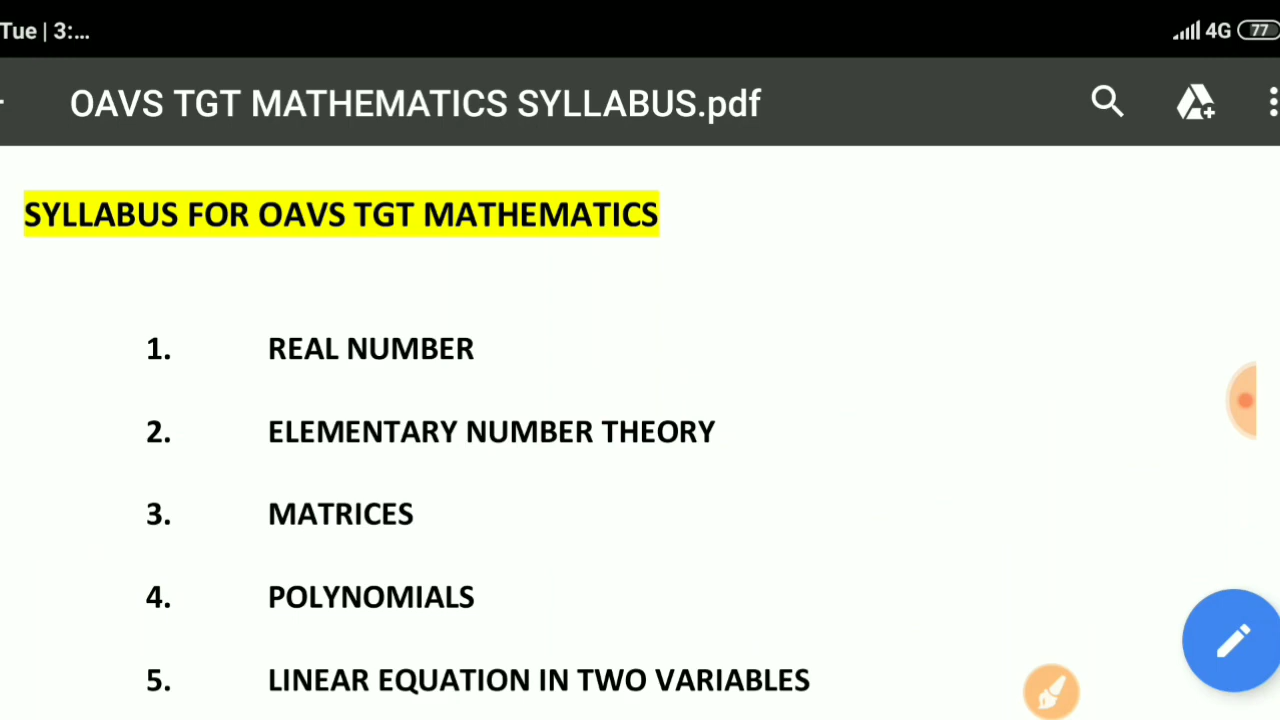 Tue | 3:...
4G 77
OAVS TGT MATHEMATICS SYLLABUS.pdf
SYLLABUS FOR OAVS TGT MATHEMATICS
1. REAL NUMBER
2. ELEMENTARY NUMBER THEORY
3. MATRICES
4. POLYNOMIALS
5. LINEAR EQUATION IN TWO VARIABLES